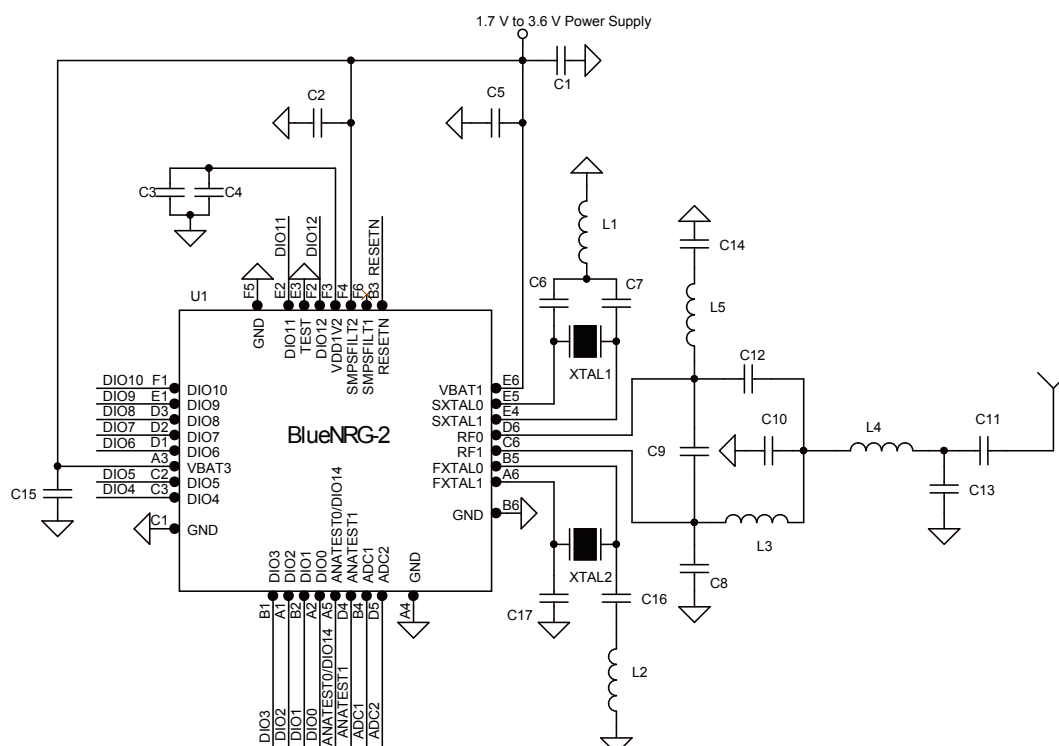 1.7 V to 3.6 V Power Supply
C1
C2
C5
C3
C4
L1
C14
C6
C7
L5
XTAL1
C12
C10
C9
L4
C11
C13
L3
C8
C15
XTAL2
C17
C16
L2
U1
DIO11
DIO12
RESETN
F5
E2
E3
F2
F3
F4
F6
B3
GND
DIO11
TEST
DIO12
VDD1V2
SMPSFILT2
SMPSFILT1
RESETN
DIO10 F1 DIO10
DIO9 E1 DIO9
DIO8 D3 DIO8
DIO7 D2 DIO7
DIO6 D1 DIO6
A3 VBAT3
DIO5 C2 DIO5
DIO4 C3 DIO4
C1 GND
BlueNRG-2
VBAT1 E6
SXTAL0 E5
SXTAL1 E4
RF0 D6
RF1 C6
FXTAL0 B5
FXTAL1 A6
GND B6
DIO3
DIO2
DIO1
DIO0
ANATEST0/DIO14
ANATEST1
ADC1
ADC2
GND
B1
A1
B2
A2
A5
D4
B4
D5
A4
DIO3
DIO2
DIO1
DIO0
ANATEST0/DIO14
ANATEST1
ADC1
ADC2